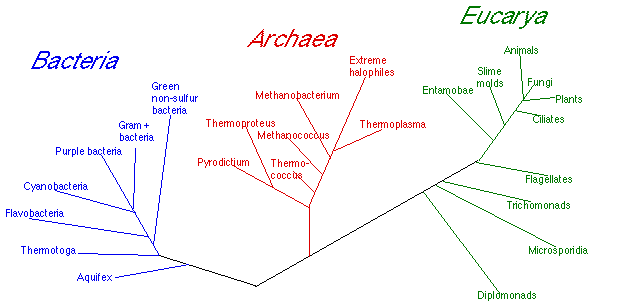 Bacteria
Archaea
Eucarya
Green
non-sulfur
bacteria
Gram+
bacteria
Purple bacteria
Cyanobacteria
Flavobacteria
Thermotoga
Aquifex
Extreme
halophiles
Methanobacterium
Thermoproteus
Methanococcus
Thermoplasma
Pyrodictium
Thermo-
coccus
Animals
Slime
molds
Fungi
Entamobae
Plants
Ciliates
Flagellates
Trichomonads
Microsporidia
Diplomonads